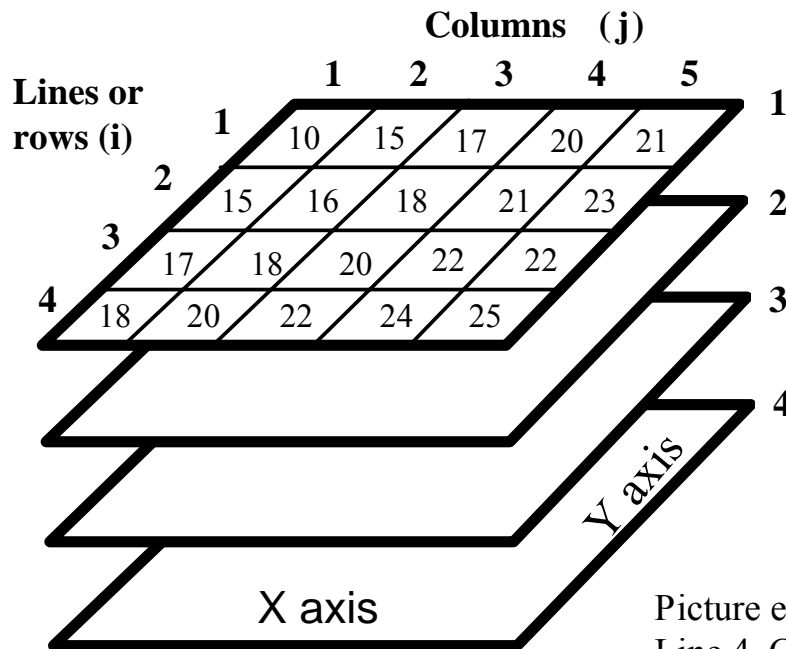 Columns (j)
1 2 3 4 5
Lines or
rows (i)
1 10 15 17 20 21 1
2 15 16 18 21 23 2
3 17 18 20 22 22
4 18 20 22 24 25 3
4
Y axis
X axis
Picture
Line 4